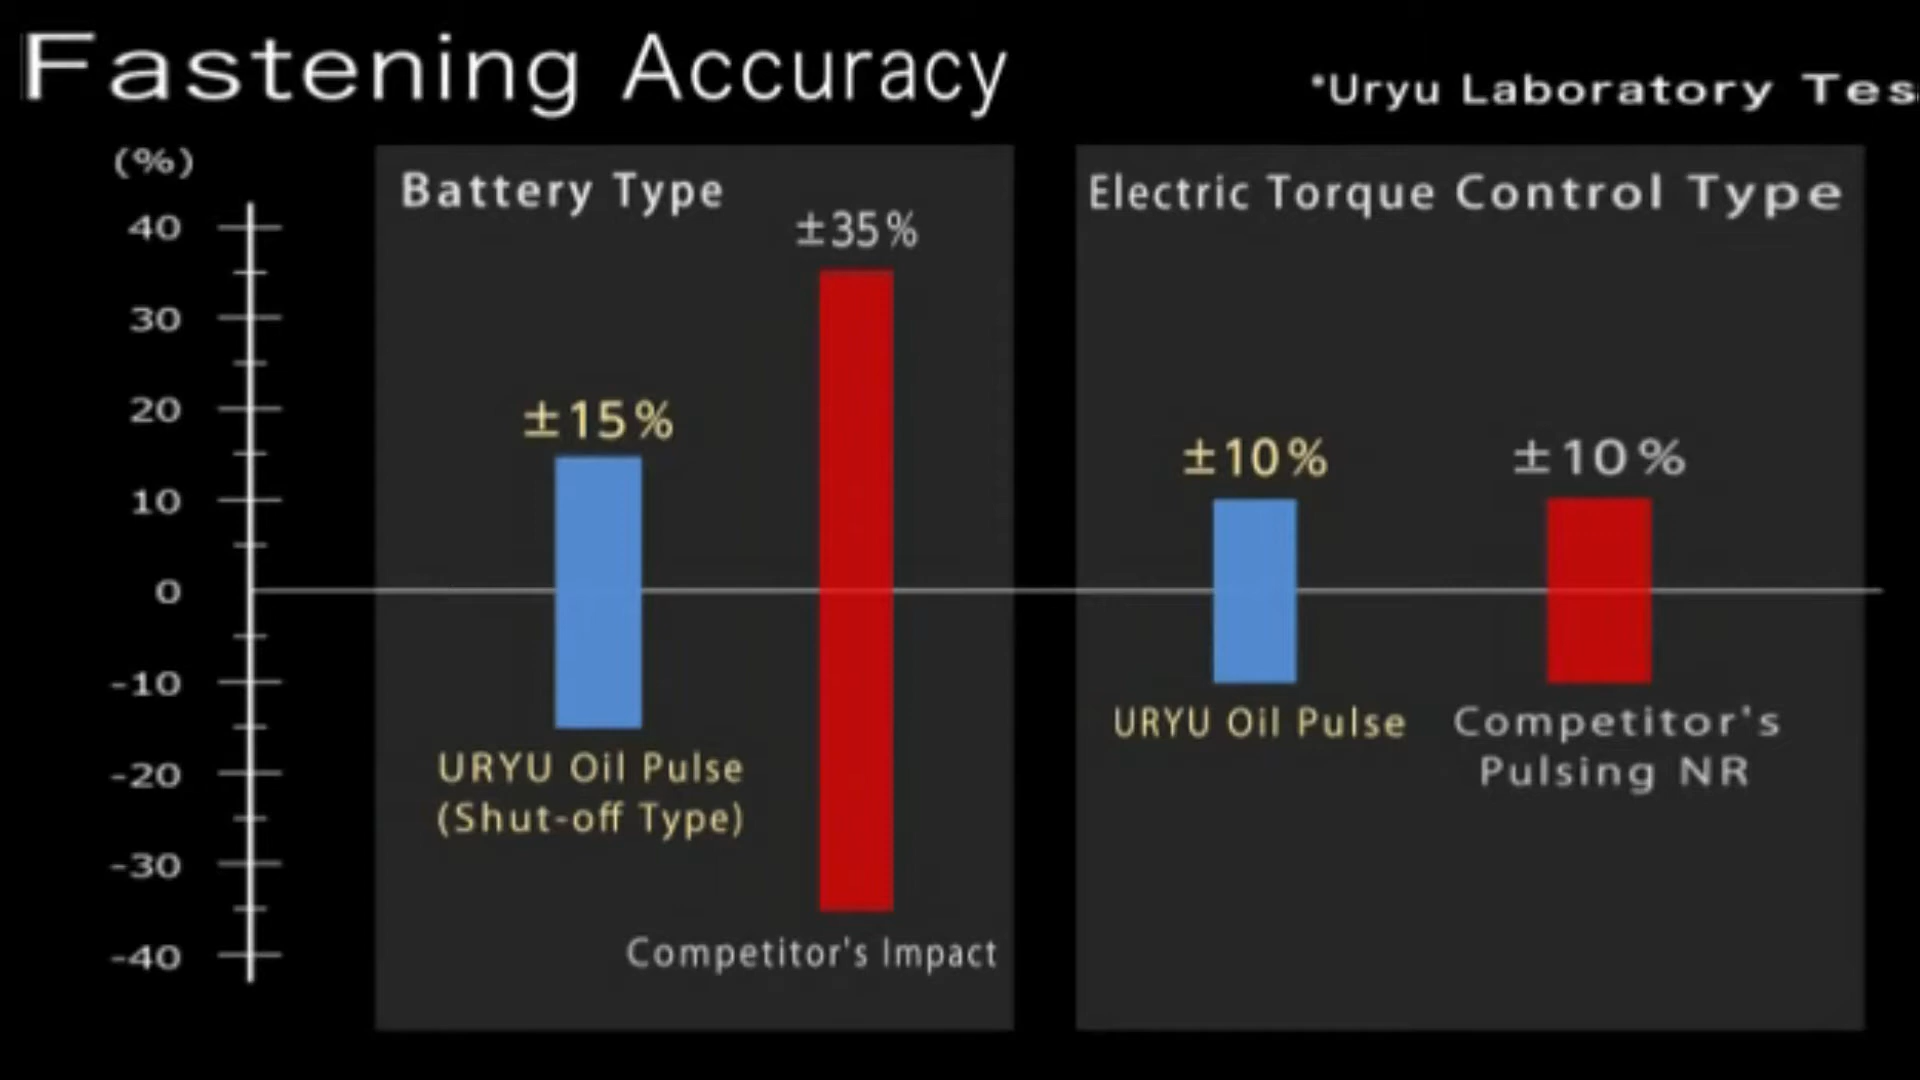 Fastening Accuracy
*Uryu Laboratory
(%)
40
30
20
10
0
-10
-20
-30
-40
Battery Type
±35%
±15%
URYU Oil Pulse
(Shut-off Type)
Competitor's Impact
Electric Torque Control Type
±10%
±10%
URYU Oil Pulse
Competitor's
Pulsing NR